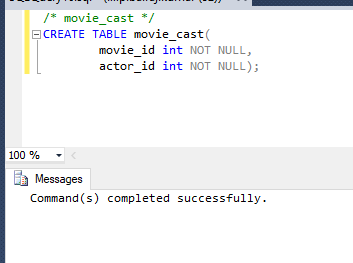 /* movie_cast */
CREATE TABLE movie_cast(
movie_id int NOT NULL,
actor_id int NOT NULL);
100 %
Messages
Command(s) completed successfully.